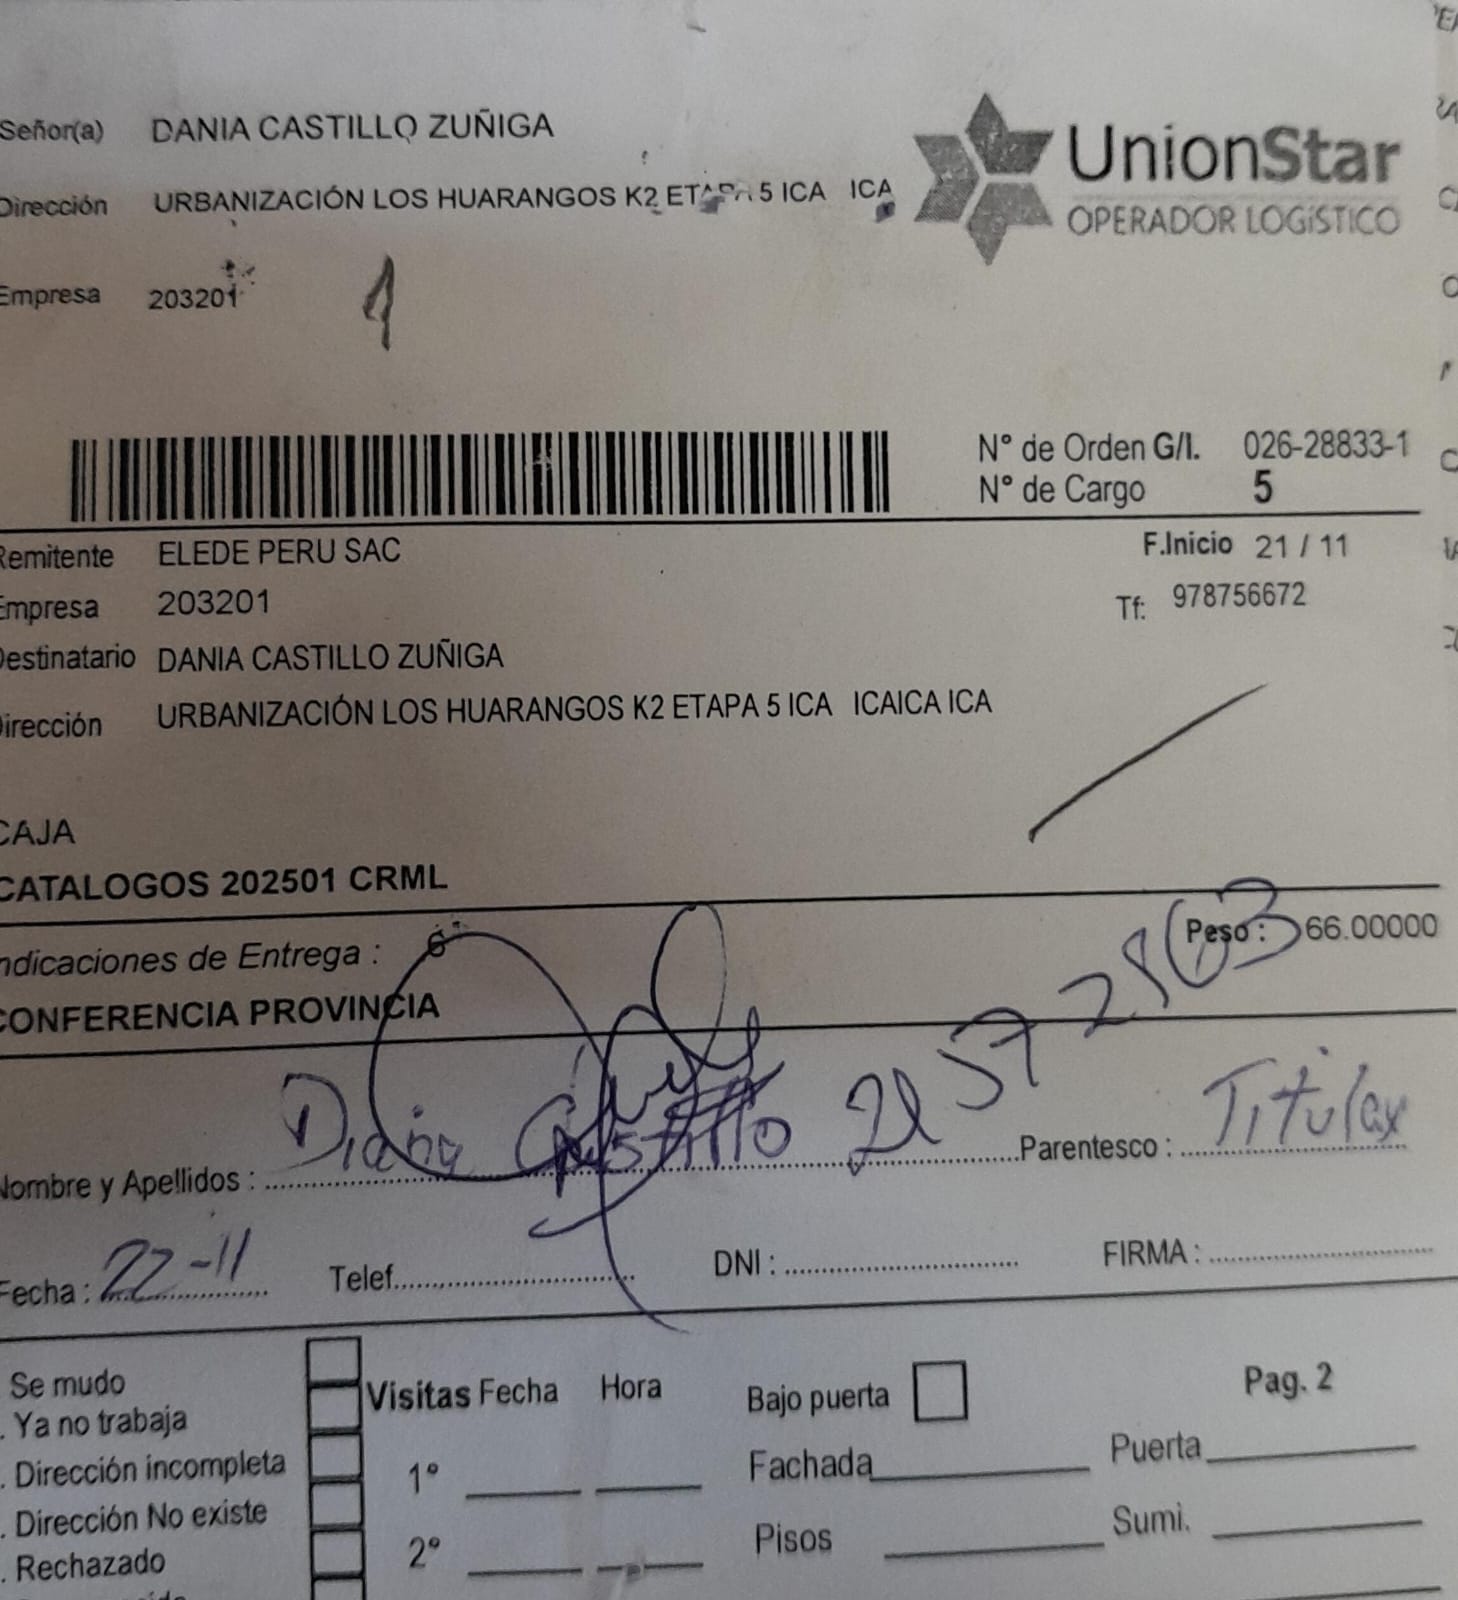 Señor(a) DANIA CASTILLO ZUÑIGA
UnionStar
OPERADOR LOGÍSTICO
Dirección URBANIZACIÓN LOS HUARANGOS K2 ETAPA 5 ICA ICA
Empresa 203201 1
N° de Orden G/I. 026-28833-1
N° de Cargo 5
Remitente ELEDE PERU SAC
F.Inicio 21 / 11
Empresa 203201
Tf: 978756672
Destinatario DANIA CASTILLO ZUÑIGA
Dirección URBANIZACIÓN LOS HUARANGOS K2 ETAPA 5 ICA ICAICA ICA
CAJA
CATALOGOS 202501 CRML
Indicaciones de Entrega : 6
Peso : 66.00000
CONFERENCIA PROVINCIA
Nombre y Apellidos : Diana Castillo Parentesco : Titular
Fecha : 22-11 Telef. DNI : FIRMA :
Se mudo
Ya no trabaja
Dirección incompleta
Dirección No existe
Rechazado
Visitas Fecha Hora
1°
2°
Bajo puerta
Pag. 2
Fachada Puerta
Pisos Sumi.